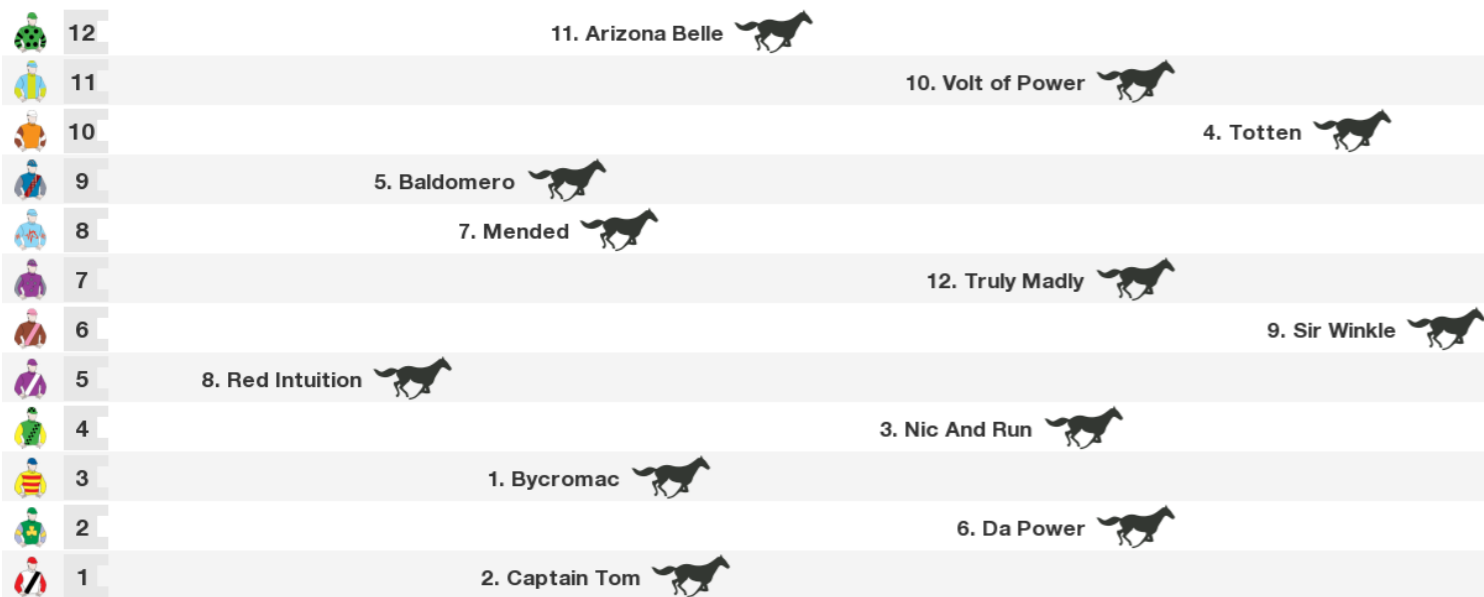 12 11. Arizona Belle
11 10. Volt of Power
10 4. Totten
9 5. Baldomero
8 7. Mended
7 12. Truly Madly
6 9. Sir Winkle
5 8. Red Intuition
4 3. Nic And Run
3 1. Bycromac
2 6. Da Power
1 2. Captain Tom